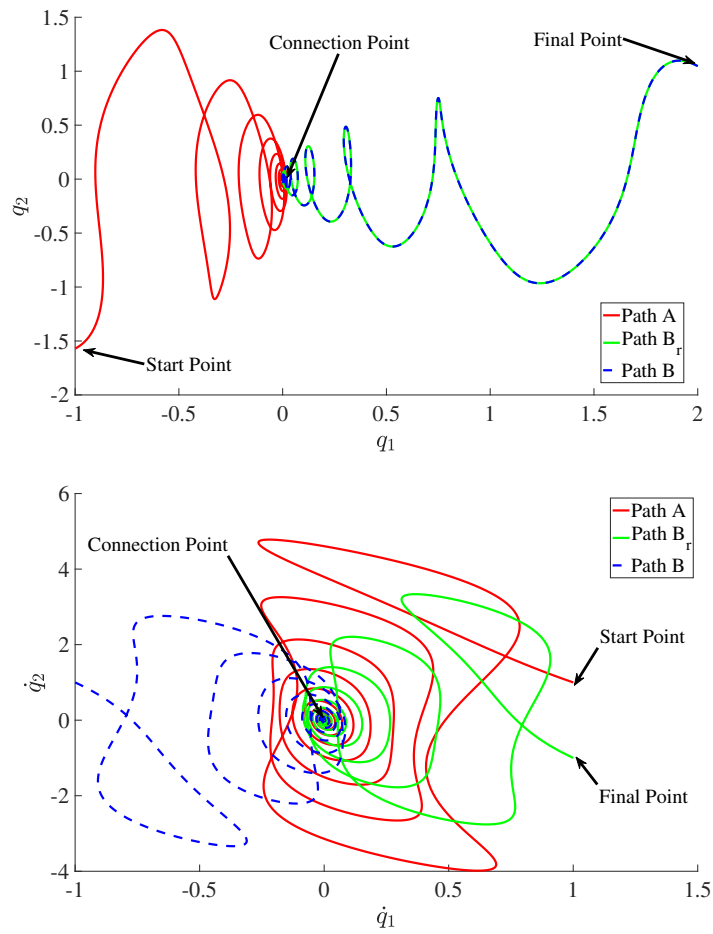 1.5
1
0.5
0
-0.5
-1
-1.5
-2
q2
Connection Point
Final Point
Start Point
Path A
Path Br
Path B
-1
-0.5
0
0.5
1
1.5
2
q1
6
4
2
0
-2
-4
q̇2
Connection Point
Path A
Path Br
Path B
Start Point
Final Point
-1
-0.5
0
0.5
1
1.5
q̇1